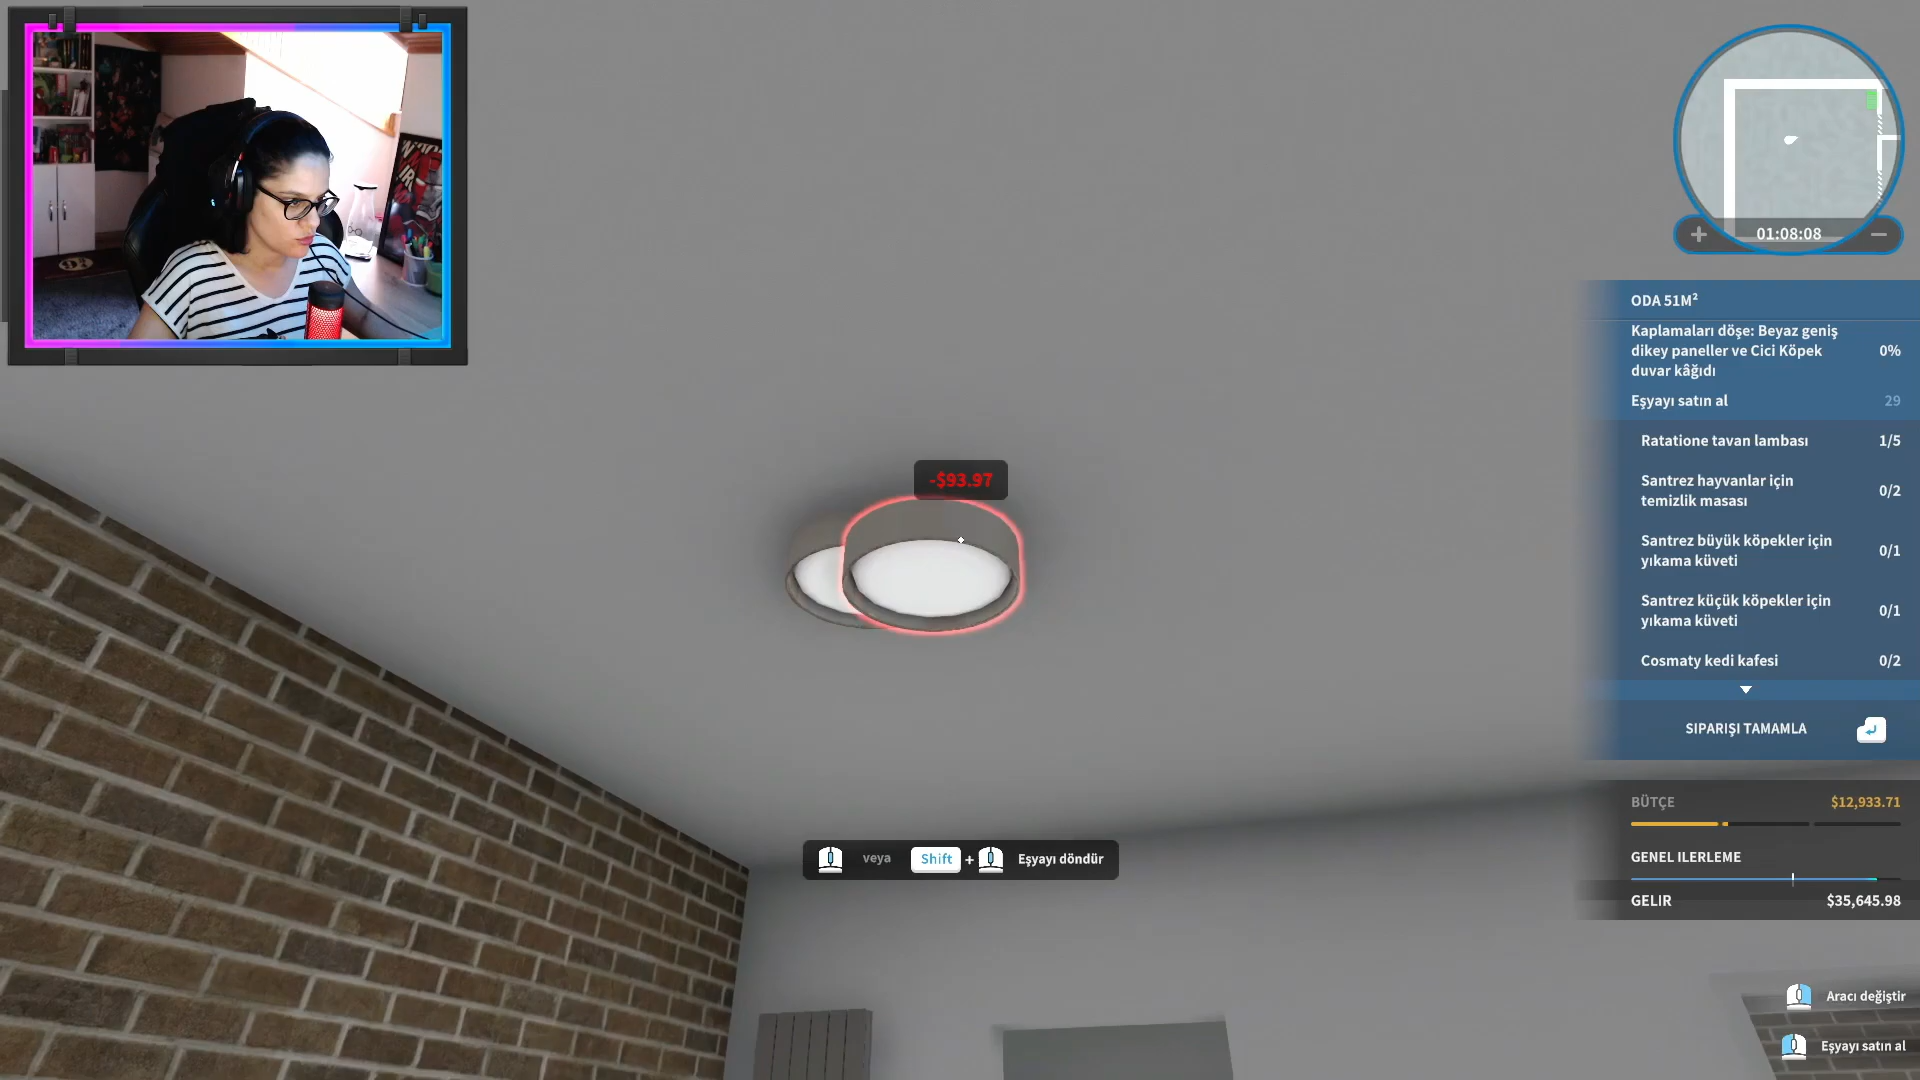 01:08:08
ODA 51M²
Kaplamaları döşe: Beyaz geniş
dikey paneller ve Cici Köpek
duvar kâğıdı
0%
Eşyayı satın al
29
Ratatione tavan lambası
1/5
Santrez hayvanlar için
temizlik masası
0/2
Santrez büyük köpekler için
yıkama küveti
0/1
Santrez küçük köpekler için
yıkama küveti
0/1
Cosmaty kedi kafesi
0/2
SIPARIŞI TAMAMLA
BÜTÇE
$12,933.71
GENEL ILERLEME
GELIR
$35,645.98
-$93.97
veya
Shift
+
Eşyayı döndür
Aracı değiştir
Eşyayı satın al